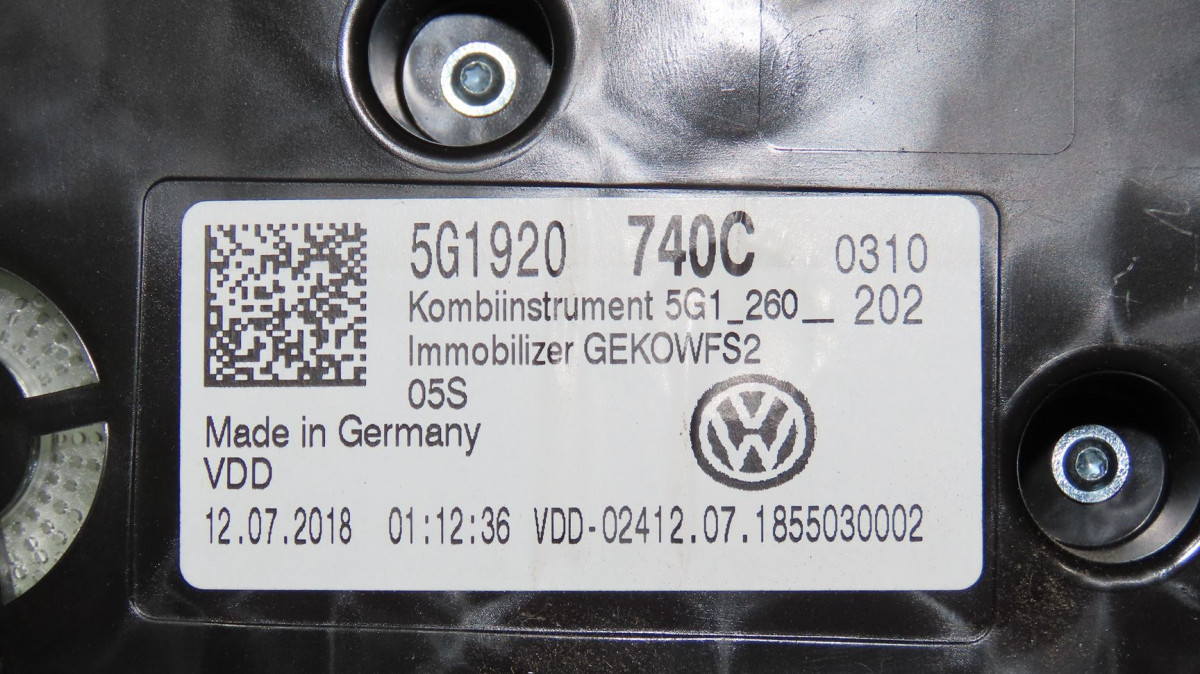 5G1920 740C 0310
Kombiinstrument 5G1_260__ 202
Immobilizer GEKOWFS2
05S
Made in Germany
VDD
12.07.2018 01:12:36 VDD-02412.07.1855030002